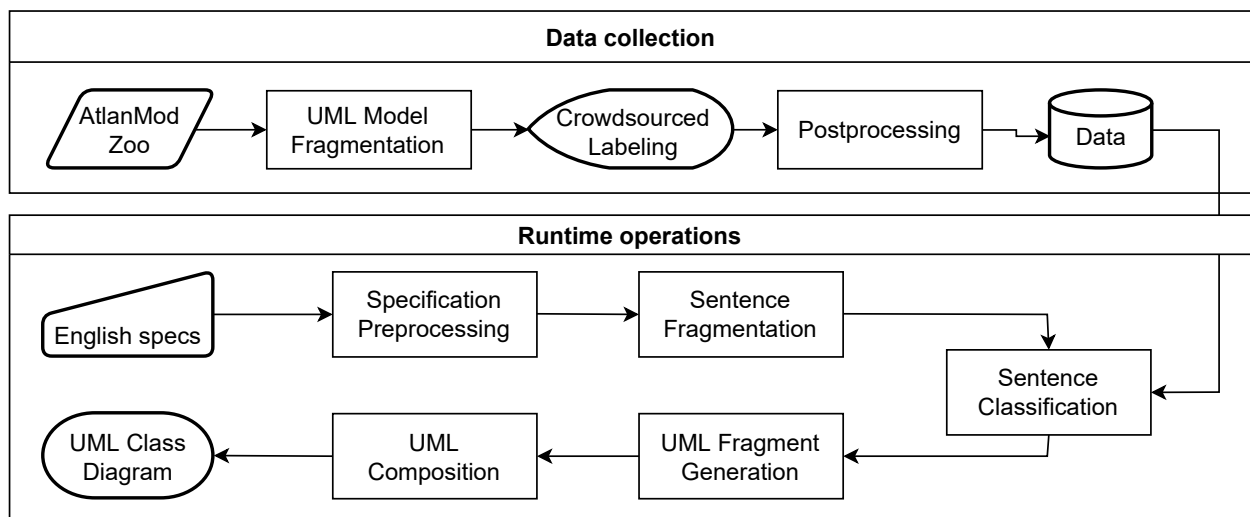 Data collection
AtlanMod
Zoo
UML Model
Fragmentation
Crowdsourced
Labeling
Postprocessing
Data
Runtime operations
English specs
Specification
Preprocessing
Sentence
Fragmentation
Sentence
Classification
UML Fragment
Generation
UML
Composition
UML Class
Diagram